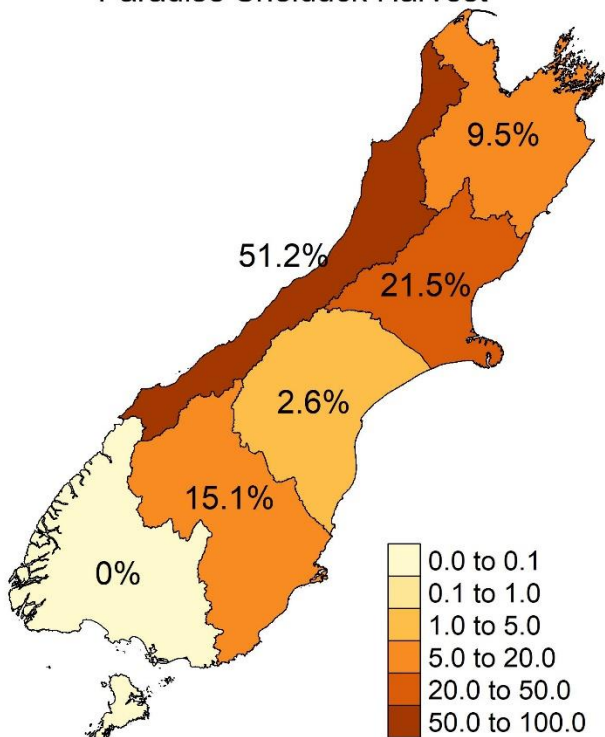 Paradise Shelduck Harvest
9.5%
51.2%
21.5%
2.6%
15.1%
0%
0.0 to 0.1
0.1 to 1.0
1.0 to 5.0
5.0 to 20.0
20.0 to 50.0
50.0 to 100.0